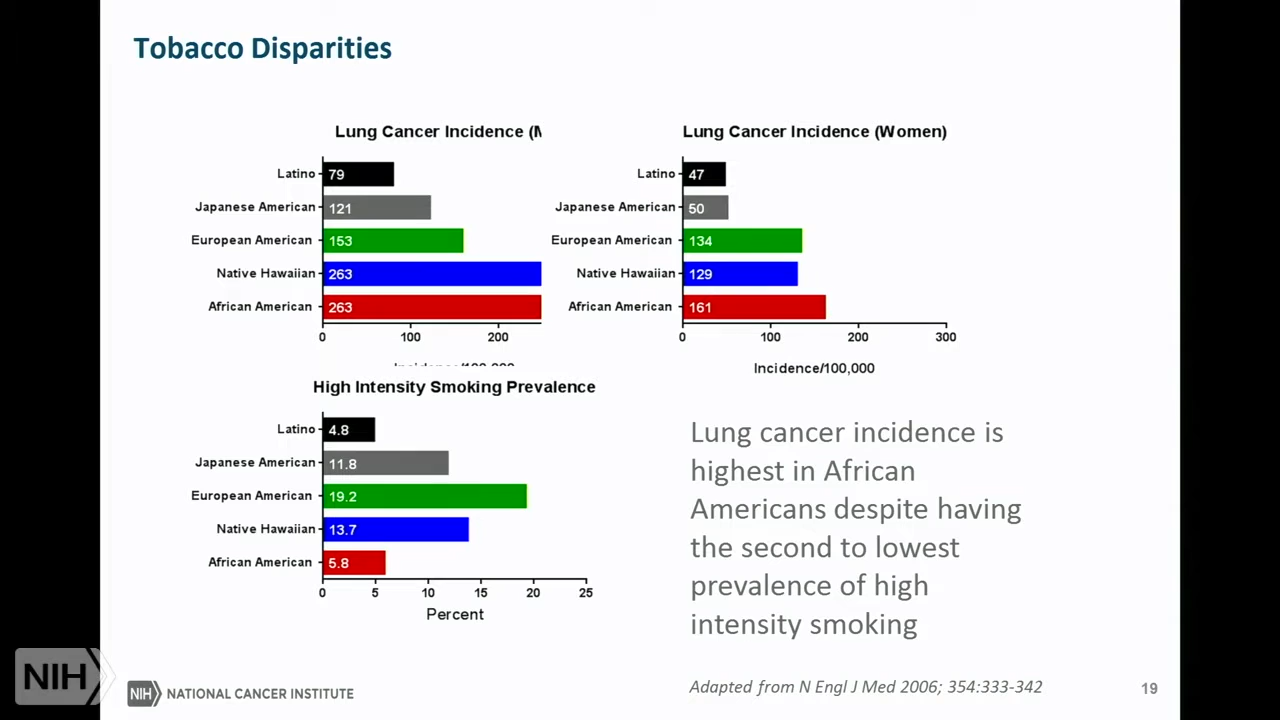 Tobacco Disparities
Lung Cancer Incidence (M
Latino 79
Japanese American 121
European American 153
Native Hawaiian 263
African American 263
0 100 200
Incidence/100,000
Lung Cancer Incidence (Women)
Latino 47
Japanese American 50
European American 134
Native Hawaiian 129
African American 161
0 100 200 300
Incidence/100,000
High Intensity Smoking Prevalence
Latino 4.8
Japanese American 11.8
European American 19.2
Native Hawaiian 13.7
African American 5.8
0 5 10 15 20 25
Percent
Lung cancer incidence is
highest in African
Americans despite having
the second to lowest
prevalence of high
intensity smoking
NIH
NIH NATIONAL CANCER INSTITUTE
Adapted from N Engl J Med 2006; 354:333-342
19